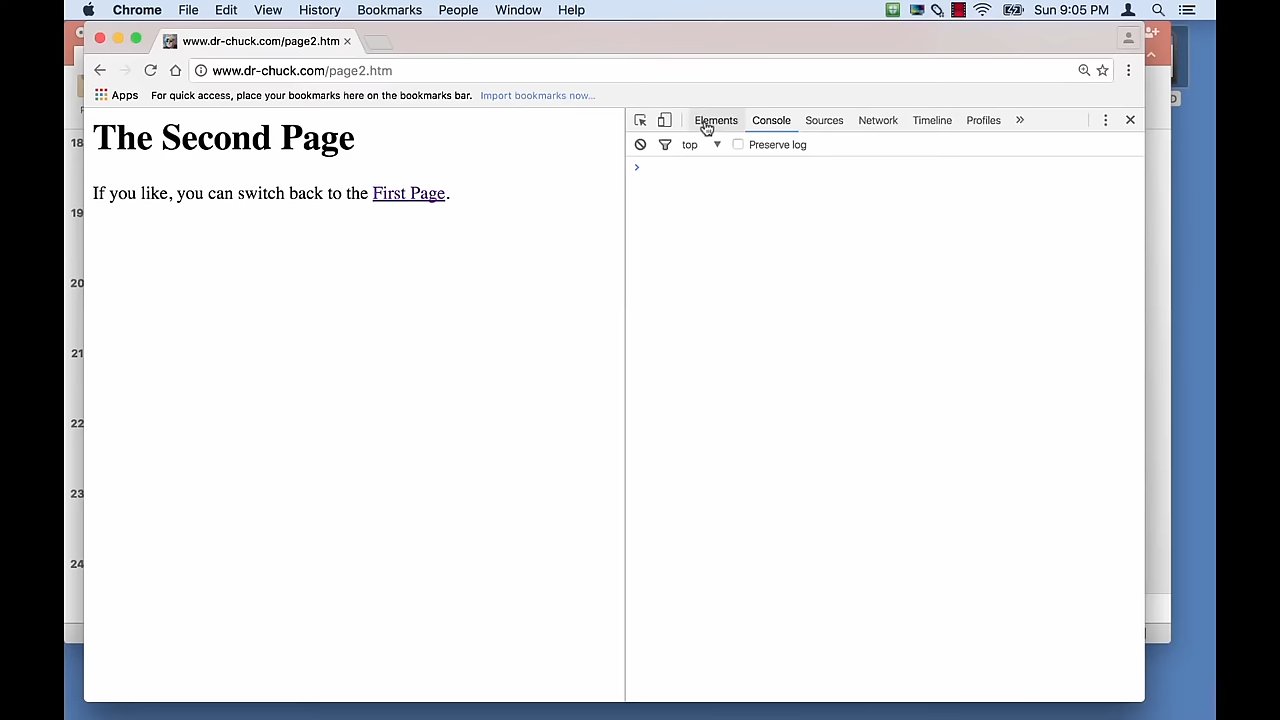 Chrome File Edit View History Bookmarks People Window Help Sun 9:05 PM
www.dr-chuck.com/page2.htm
www.dr-chuck.com/page2.htm
Apps For quick access, place your bookmarks here on the bookmarks bar. Import bookmarks now...
Elements Console Sources Network Timeline Profiles »
top Preserve log
>
The Second Page
If you like, you can switch back to the First Page.
18
19
20
21
22
23
24